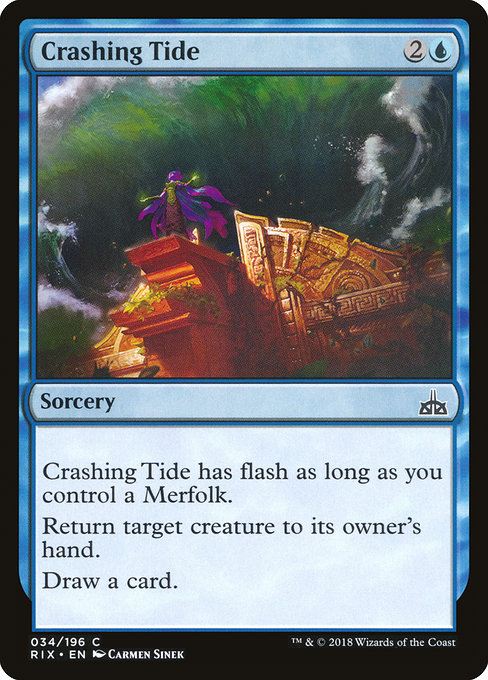 Crashing Tide 2
Sorcery
Crashing Tide has flash as long as you
control a Merfolk.
Return target creature to its owner's
hand.
Draw a card.
034/196 C
RIX • EN Carmen Sinek
™ & © 2018 Wizards of the Coast